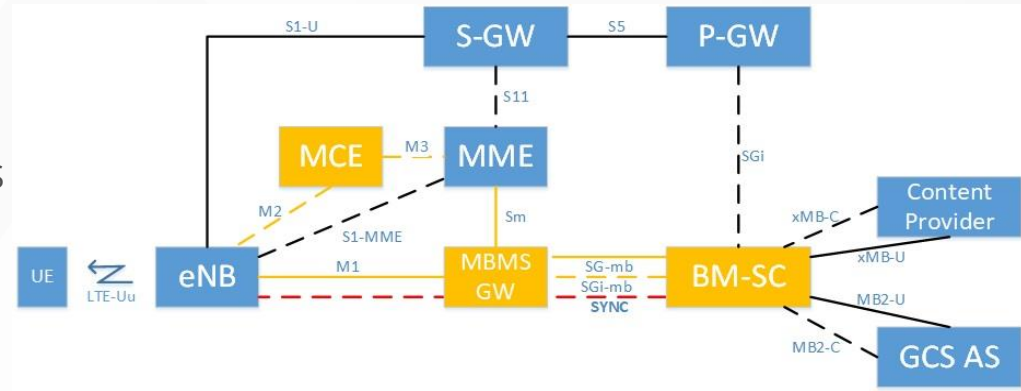 S1-U
S-GW
S5
P-GW
S11
MCE
M3
MME
SGi
S
Content
Provider
xMB-C
M2
S1-MME
Sm
xMB-U
UE
LTE-Uu
eNB
M1
MBMS
GW
SG-mb
SGi-mb
SYNC
BM-SC
MB2-U
MB2-C
GCS AS